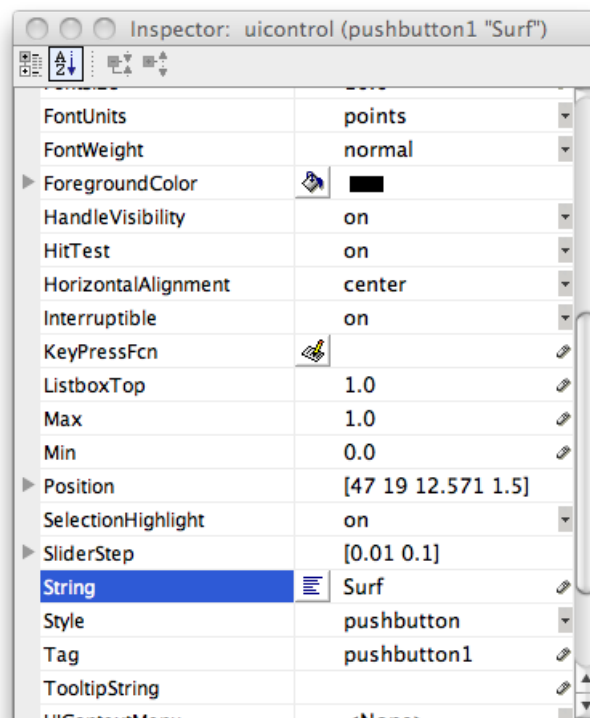 Inspector: uicontrol (pushbutton1 "Surf")
FontUnits points
FontWeight normal
ForegroundColor
HandleVisibility on
HitTest on
HorizontalAlignment center
Interruptible on
KeyPressFcn
ListboxTop 1.0
Max 1.0
Min 0.0
Position [47 19 12.571 1.5]
SelectionHighlight on
SliderStep [0.01 0.1]
String Surf
Style pushbutton
Tag pushbutton1
TooltipString